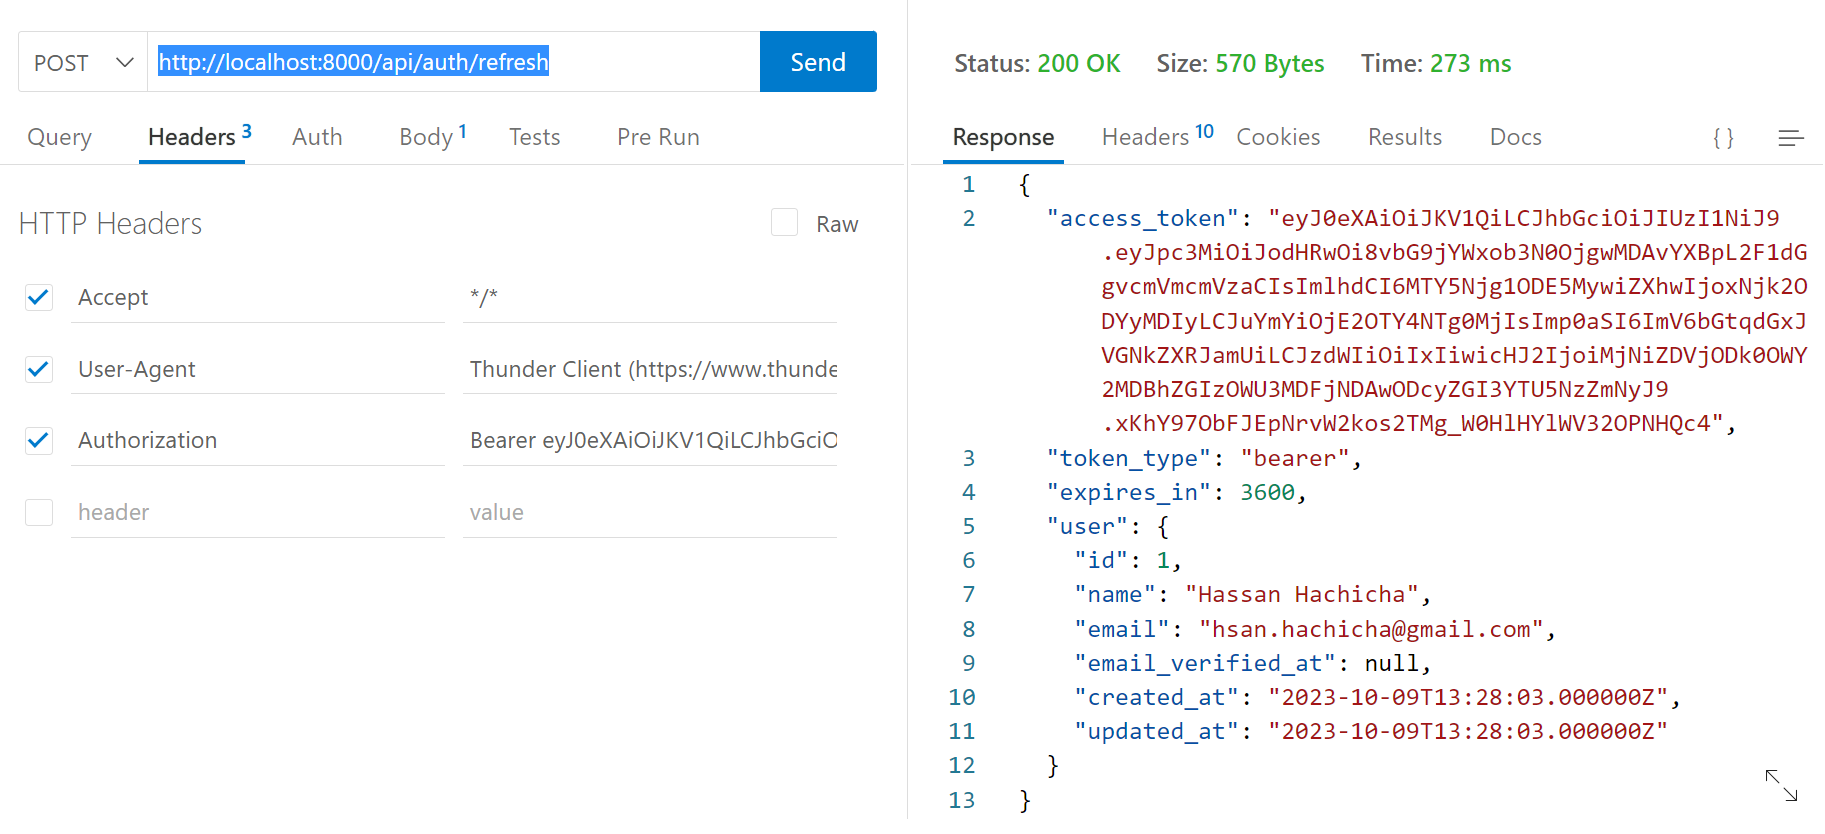 POST
http://localhost:8000/api/auth/refresh
Send
Query
Headers 3
Auth
Body 1
Tests
Pre Run
HTTP Headers
Raw
Accept
*/*
User-Agent
Thunder Client (https://www.thunde
Authorization
Bearer eyJ0eXAiOiJKV1QiLCJhbGciO
header
value
Status: 200 OK
Size: 570 Bytes
Time: 273 ms
Response
Headers 10
Cookies
Results
Docs
{ }
1 {
2 "access_token": "eyJ0eXAiOiJKV1QiLCJhbGciOiJIUzI1NiJ9
.eyJpc3MiOiJodHRwOi8vbG9jYWxob3N0OjgwMDAvYXBpL2F1dG
gvcmVmcmVzaCIsImlhdCI6MTY5Njg1ODE5MywiZXhwIjoxNjk2O
DYyMDIyLCJuYmYiOjE2OTY4NTg0MjIsImp0aSI6ImV6bGtqdGxJ
VGNkZXRJamUiLCJzdWIiOiIxIiwicHJ2IjoiMjNiZDVjODk0OWY
2MDBhZGIzOWU3MDFjNDAwODcyZGI3YTU5NzZmNyJ9
.xKhY97ObFJEpNrvW2kos2TMg_W0HlHYlWV32OPNHQc4",
3 "token_type": "bearer",
4 "expires_in": 3600,
5 "user": {
6 "id": 1,
7 "name": "Hassan Hachicha",
8 "email": "hsan.hachicha@gmail.com",
9 "email_verified_at": null,
10 "created_at": "2023-10-09T13:28:03.000000Z",
11 "updated_at": "2023-10-09T13:28:03.000000Z"
12 }
13 }